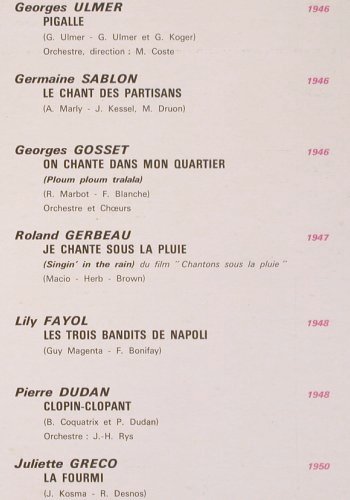 Georges ULMER 1946
PIGALLE
(G. Ulmer - G. Ulmer et G. Koger)
Orchestre, direction : M. Coste
Germaine SABLON 1946
LE CHANT DES PARTISANS
(A. Marly - J. Kessel, M. Druon)
Georges GOSSET 1946
ON CHANTE DANS MON QUARTIER
(Ploum ploum tralala)
(R. Marbot - F. Blanche)
Orchestre et Chœurs
Roland GERBEAU 1947
JE CHANTE SOUS LA PLUIE
(Singin' in the rain) du film "Chantons sous la pluie"
(Macio - Herb - Brown)
Lily FAYOL 1948
LES TROIS BANDITS DE NAPOLI
(Guy Magenta - F. Bonifay)
Pierre DUDAN 1948
CLOPIN-CLOPANT
(B. Coquatrix et P. Dudan)
Orchestre : J.-H. Rys
Juliette GRECO 1950
LA FOURMI
(J. Kosma - R. Desnos)